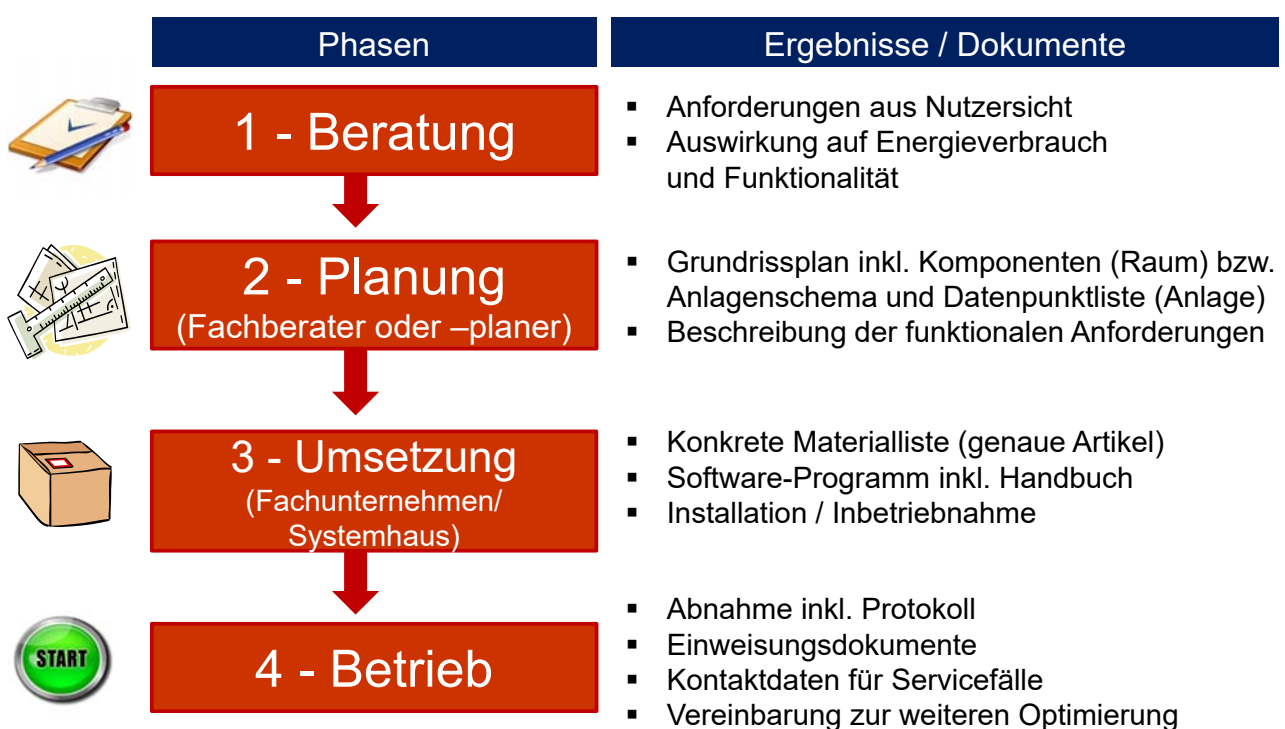 Phasen
Ergebnisse / Dokumente
1 - Beratung
▪ Anforderungen aus Nutzersicht
▪ Auswirkung auf Energieverbrauch
und Funktionalität
2 - Planung
(Fachberater oder –planer)
▪ Grundrissplan inkl. Komponenten (Raum) bzw.
Anlagenschema und Datenpunktliste (Anlage)
▪ Beschreibung der funktionalen Anforderungen
3 - Umsetzung
(Fachunternehmen/
Systemhaus)
▪ Konkrete Materialliste (genaue Artikel)
▪ Software-Programm inkl. Handbuch
▪ Installation / Inbetriebnahme
START
4 - Betrieb
▪ Abnahme inkl. Protokoll
▪ Einweisungsdokumente
▪ Kontaktdaten für Servicefälle
▪ Vereinbarung zur weiteren Optimierung